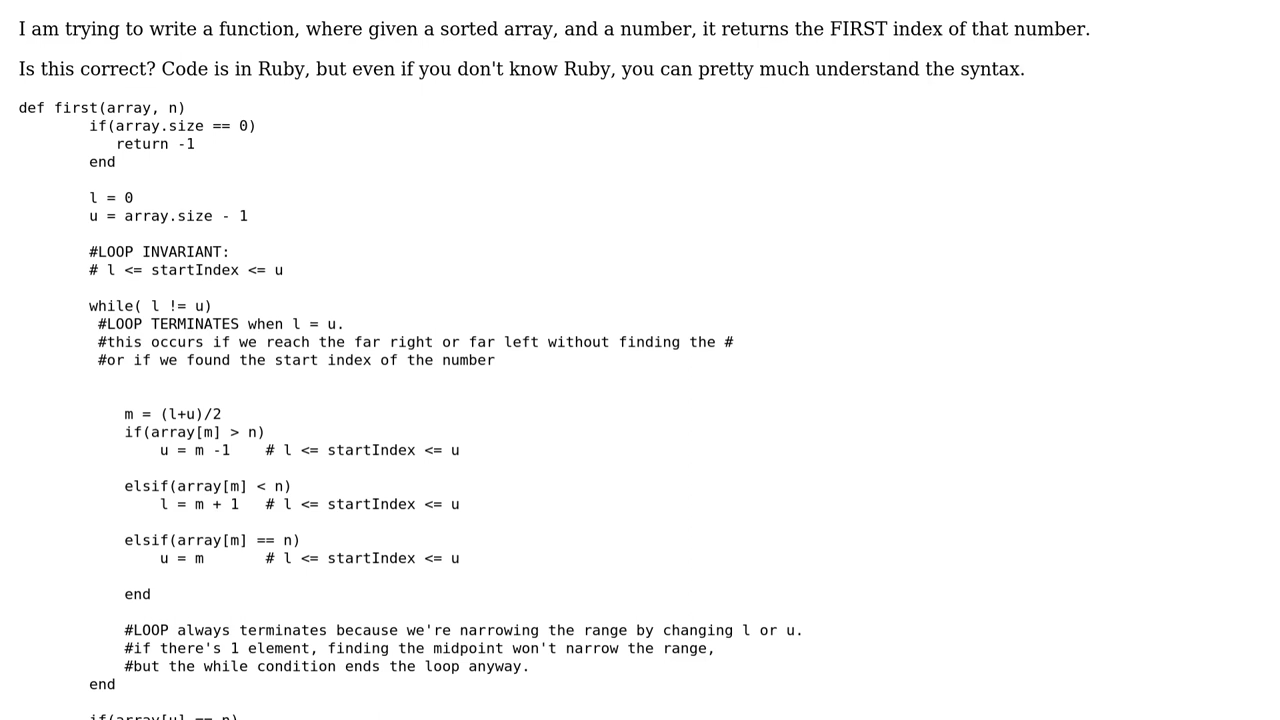 I am trying to write a function, where given a sorted array, and a number, it returns the FIRST index of that number.
Is this correct? Code is in Ruby, but even if you don't know Ruby, you can pretty much understand the syntax.
def first(array, n)
        if(array.size == 0)
           return -1
        end
        l = 0
        u = array.size - 1
        #LOOP INVARIANT:
        # l <= startIndex <= u
        while( l != u)
         #LOOP TERMINATES when l = u.
         #this occurs if we reach the far right or far left without finding the #
         #or if we found the start index of the number
            m = (l+u)/2
            if(array[m] > n)
                u = m -1    # l <= startIndex <= u
            elsif(array[m] < n)
                l = m + 1   # l <= startIndex <= u
            elsif(array[m] == n)
                u = m       # l <= startIndex <= u
            end
            #LOOP always terminates because we're narrowing the range by changing l or u.
            #if there's 1 element, finding the midpoint won't narrow the range,
            #but the while condition ends the loop anyway.
        end
        if(array[u] == n)